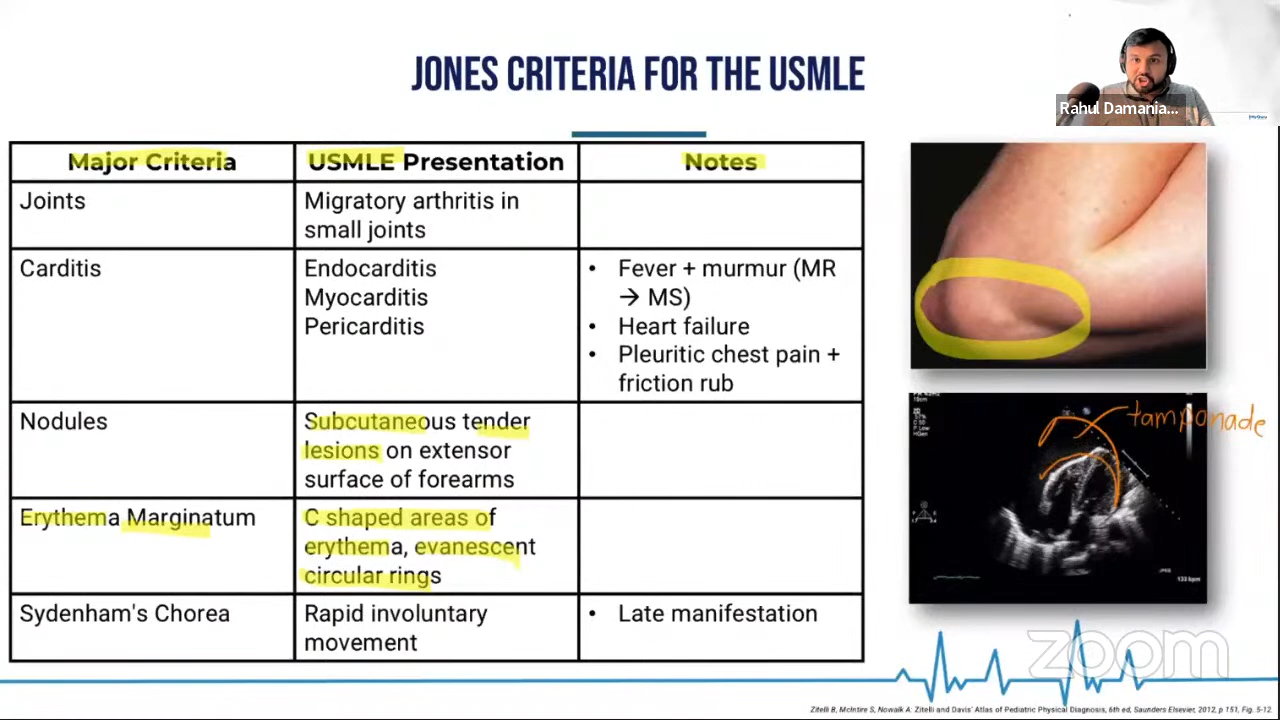 JONES CRITERIA FOR THE USMLE
Rahul Damania...
Major Criteria
USMLE Presentation
Notes
Joints
Migratory arthritis in
small joints
Carditis
Endocarditis
Myocarditis
Pericarditis
• Fever + murmur (MR
→ MS)
• Heart failure
• Pleuritic chest pain +
friction rub
Nodules
Subcutaneous tender
lesions on extensor
surface of forearms
Erythema Marginatum
C shaped areas of
erythema, evanescent
circular rings
Sydenham's Chorea
Rapid involuntary
movement
• Late manifestation
tamponade
133 bpm
zoom
Zitelli B, McIntire S, Nowalk A: Zitelli and Davis' Atlas of Pediatric Physical Diagnosis, 6th ed, Saunders Elsevier, 2012, p 151, Fig. 5-12.